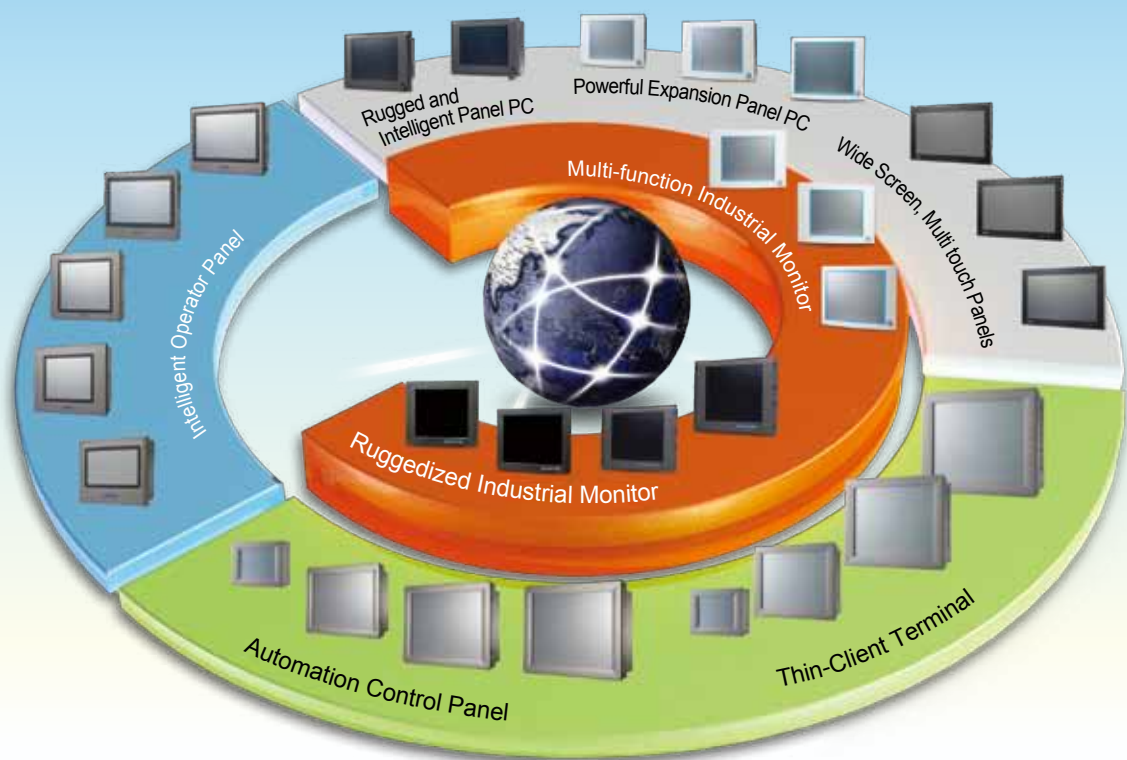 Rugged and
Intelligent Panel PC
Powerful Expansion Panel PC
Wide Screen, Multi touch Panels
Multi-function Industrial Monitor
Intelligent Operator Panel
Ruggedized Industrial Monitor
Automation Control Panel
Thin-Client Terminal